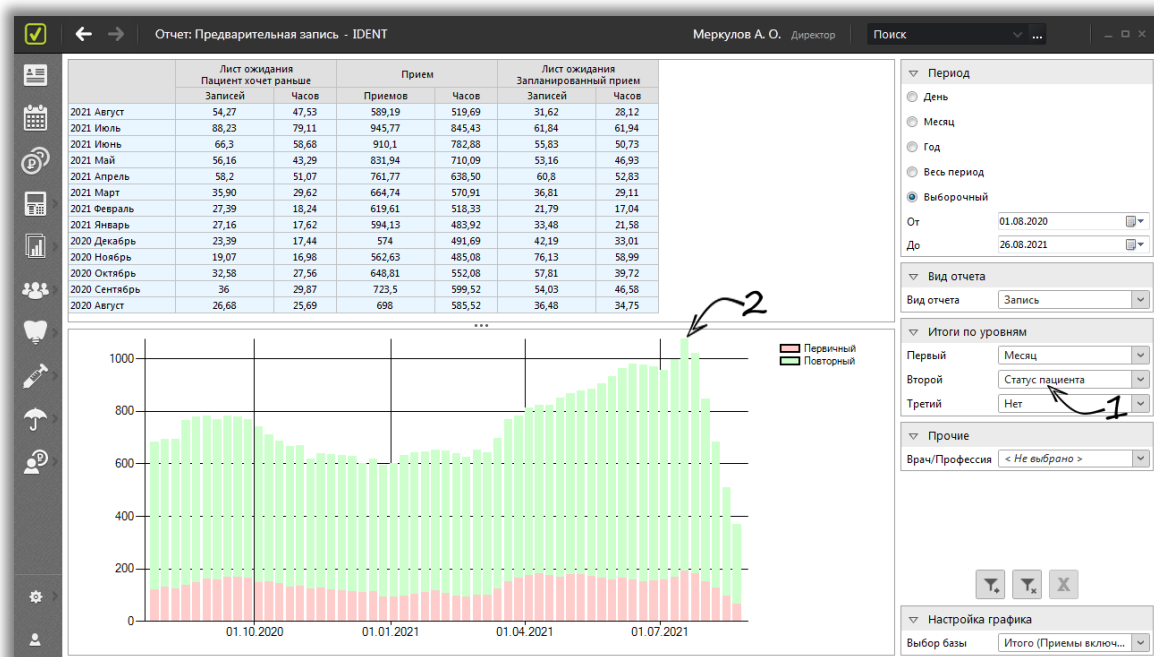 Отчет: Предварительная запись - IDENT
Меркулов А. О. Директор
Поиск ...
Лист ожидания Прием Лист ожидания
Пациент хочет раньше Запланированный прием
Записей Часов Приемов Часов Записей Часов
2021 Август 54,27 47,53 589,19 519,69 31,62 28,12
2021 Июль 88,23 79,11 945,77 845,43 61,84 61,94
2021 Июнь 66,3 58,68 910,1 782,88 55,83 50,73
2021 Май 56,16 43,29 831,94 710,09 53,16 46,93
2021 Апрель 58,2 51,07 761,77 638,50 60,8 52,83
2021 Март 35,90 29,62 664,74 570,91 36,81 29,11
2021 Февраль 27,39 18,24 619,61 518,33 21,79 17,04
2021 Январь 27,16 17,62 594,13 483,92 33,48 21,58
2020 Декабрь 23,39 17,44 574 491,69 42,19 33,01
2020 Ноябрь 19,07 16,98 562,63 485,08 76,13 58,99
2020 Октябрь 32,58 27,56 648,81 552,08 57,81 39,72
2020 Сентябрь 36 29,87 723,5 599,52 54,03 46,58
2020 Август 26,68 25,69 698 585,52 36,48 34,75
2
Первичный
Повторный
1000
800
600
400
200
0
01.10.2020 01.01.2021 01.04.2021 01.07.2021
Период
День
Месяц
Год
Весь период
Выборочный
От 01.08.2020
До 26.08.2021
Вид отчета
Вид отчета Запись
Итоги по уровням
Первый Месяц
Второй Статус пациента
Третий Нет
1
Прочие
Врач/Профессия < Не выбрано >
Настройка графика
Выбор базы Итого (Приемы включ...